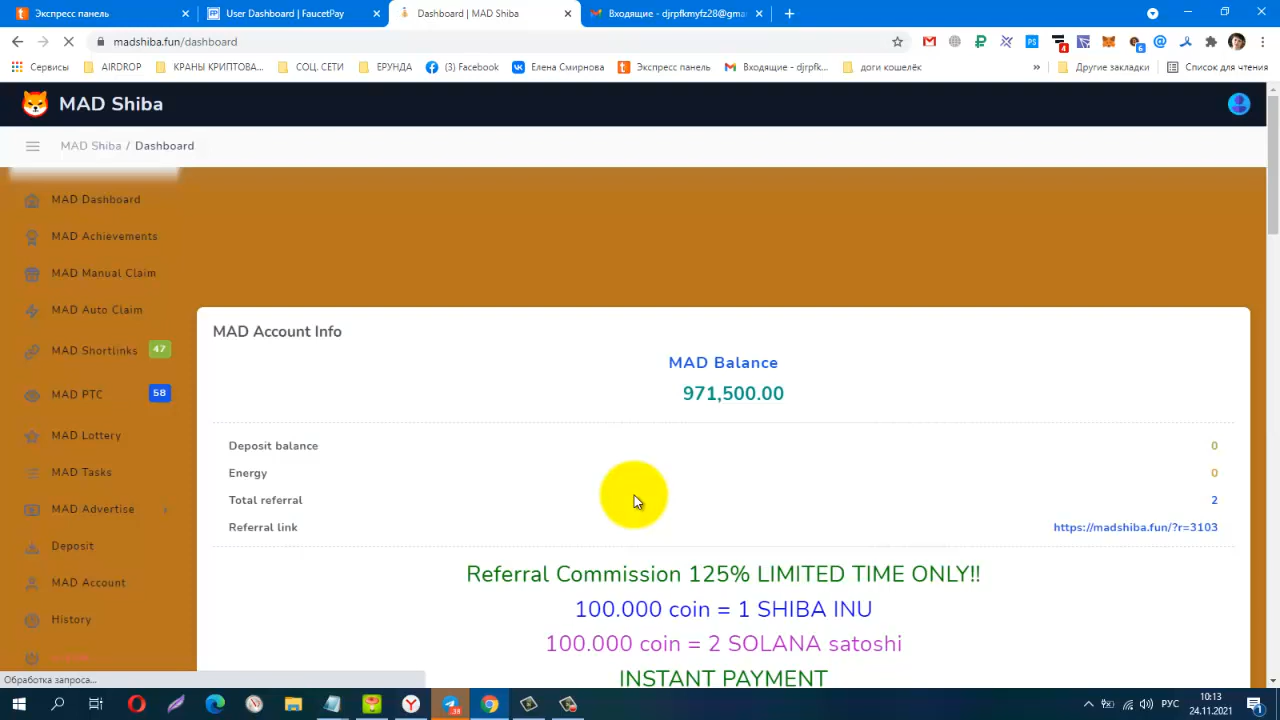 Экспресс панель
User Dashboard | FaucetPay
Dashboard | MAD Shiba
Входящие - djrpfkmyfz28@gma
madshiba.fun/dashboard
Сервисы
AIRDROP
КРАНЫ КРИПТОВА...
СОЦ. СЕТИ
ЕРУНДА
(3) Facebook
Елена Смирнова
Экспресс панель
Входящие - djrpfk...
доги кошелёк
»
Другие закладки
Список для чтения
MAD Shiba
MAD Shiba / Dashboard
MAD Dashboard
MAD Achievements
MAD Manual Claim
MAD Auto Claim
MAD Shortlinks 47
MAD PTC 58
MAD Lottery
MAD Tasks
MAD Advertise
Deposit
MAD Account
History
MAD Account Info
MAD Balance
971,500.00
Deposit balance 0
Energy 0
Total referral 2
Referral link https://madshiba.fun/?r=3103
Referral Commission 125% LIMITED TIME ONLY!!
100.000 coin = 1 SHIBA INU
100.000 coin = 2 SOLANA satoshi
INSTANT PAYMENT
Обработка запроса...
РУС
10:13
24.11.2021